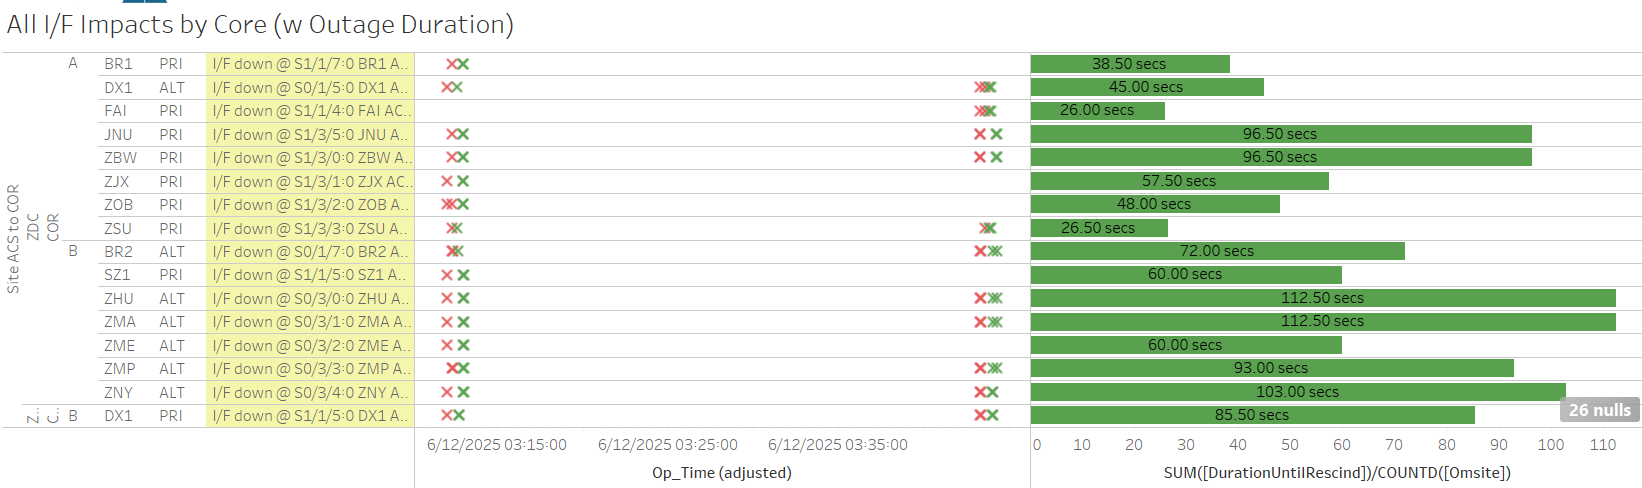 All I/F Impacts by Core (w Outage Duration)
Site ACS to COR
ZDC
COR
A BR1 PRI I/F down @ S1/1/7:0 BR1 A.. 38.50 secs
DX1 ALT I/F down @ S0/1/5:0 DX1 A.. 45.00 secs
FAI PRI I/F down @ S1/1/4:0 FAI AC.. 26.00 secs
JNU PRI I/F down @ S1/3/5:0 JNU A.. 96.50 secs
ZBW PRI I/F down @ S1/3/0:0 ZBW A.. 96.50 secs
ZJX PRI I/F down @ S1/3/1:0 ZJX AC.. 57.50 secs
ZOB PRI I/F down @ S1/3/2:0 ZOB A.. 48.00 secs
ZSU PRI I/F down @ S1/3/3:0 ZSU A.. 26.50 secs
B BR2 ALT I/F down @ S0/1/7:0 BR2 A.. 72.00 secs
SZ1 PRI I/F down @ S1/1/5:0 SZ1 A.. 60.00 secs
ZHU ALT I/F down @ S0/3/0:0 ZHU A.. 112.50 secs
ZMA ALT I/F down @ S0/3/1:0 ZMA A.. 112.50 secs
ZME ALT I/F down @ S0/3/2:0 ZME A.. 60.00 secs
ZMP ALT I/F down @ S0/3/3:0 ZMP A.. 93.00 secs
ZNY ALT I/F down @ S0/3/4:0 ZNY A.. 103.00 secs
Z.. C.. B DX1 PRI I/F down @ S1/1/5:0 DX1 A.. 85.50 secs
26 nulls
6/12/2025 03:15:00 6/12/2025 03:25:00 6/12/2025 03:35:00 0 10 20 30 40 50 60 70 80 90 100 110
Op_Time (adjusted) SUM([DurationUntilRescind])/COUNTD([Omsite])